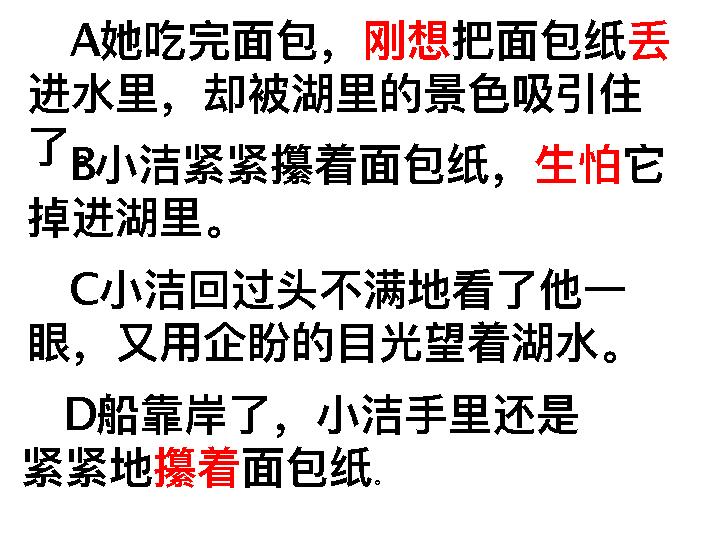 A她吃完面包，刚想把面包纸丢
进水里，却被湖里的景色吸引住
了。
B小洁紧紧攥着面包纸，生怕它
掉进湖里。
C小洁回过头不满地看了他一
眼，又用企盼的目光望着湖水。
D船靠岸了，小洁手里还是
紧紧地攥着面包纸。